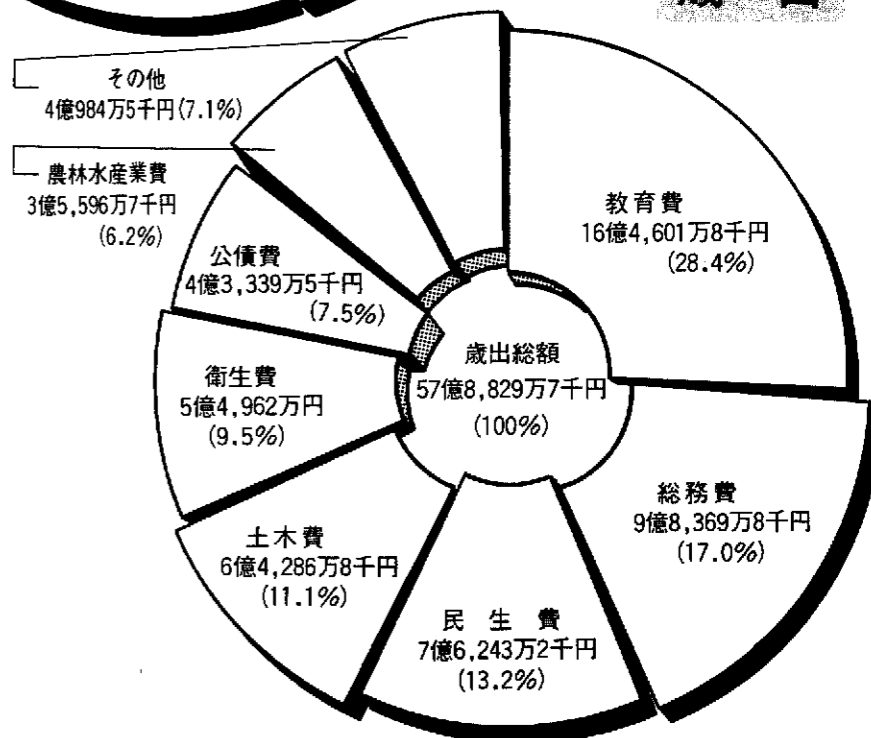 その他
4億984万5千円(7.1%)
農林水産業費
3億5,596万7千円
(6.2%)
公債費
4億3,339万5千円
(7.5%)
衛生費
5億4,962万円
(9.5%)
土木費
6億4,286万8千円
(11.1%)
民生費
7億6,243万2千円
(13.2%)
総務費
9億8,369万8千円
(17.0%)
教育費
16億4,601万8千円
(28.4%)
歳出総額
57億8,829万7千円
(100%)